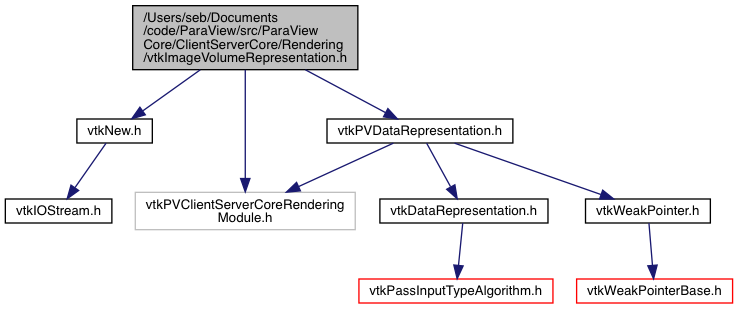 /Users/seb/Documents
/code/ParaView/src/ParaView
Core/ClientServerCore/Rendering
/vtkImageVolumeRepresentation.h
vtkNew.h
vtkPVDataRepresentation.h
vtkIOStream.h
vtkPVClientServerCoreRendering
Module.h
vtkDataRepresentation.h
vtkWeakPointer.h
vtkPassInputTypeAlgorithm.h
vtkWeakPointerBase.h